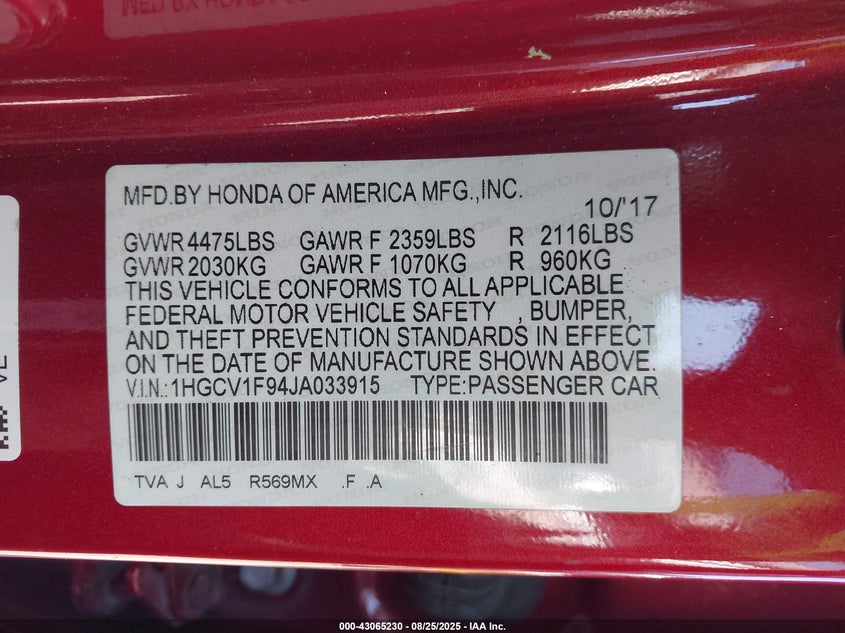 MFD.BY HONDA OF AMERICA MFG.,INC.
10/'17
GVWR 4475LBS GAWR F 2359LBS R 2116LBS
GVWR 2030KG GAWR F 1070KG R 960KG
THIS VEHICLE CONFORMS TO ALL APPLICABLE
FEDERAL MOTOR VEHICLE SAFETY , BUMPER,
AND THEFT PREVENTION STANDARDS IN EFFECT
ON THE DATE OF MANUFACTURE SHOWN ABOVE.
V.I.N.:1HGCV1F94JA033915 TYPE:PASSENGER CAR
TVA J AL5 R569MX .F .A
VE
000-43065230 - 08/25/2025 - IAA Inc.